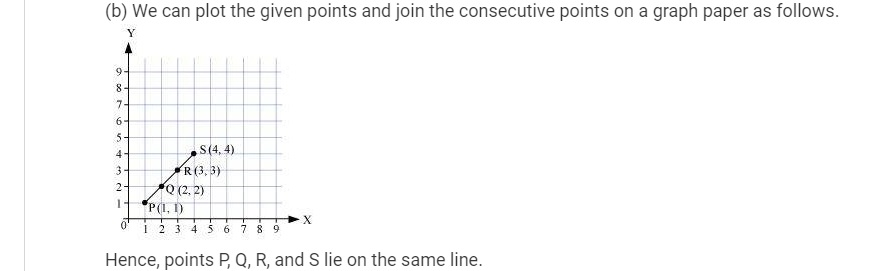 (b) We can plot the given points and join the consecutive points on a graph paper as follows.
Y
9
8
7
6
5
4
3
2
1
S (4, 4)
R (3, 3)
Q (2, 2)
P (1, 1)
0 1 2 3 4 5 6 7 8 9 X
Hence, points P, Q, R, and S lie on the same line.